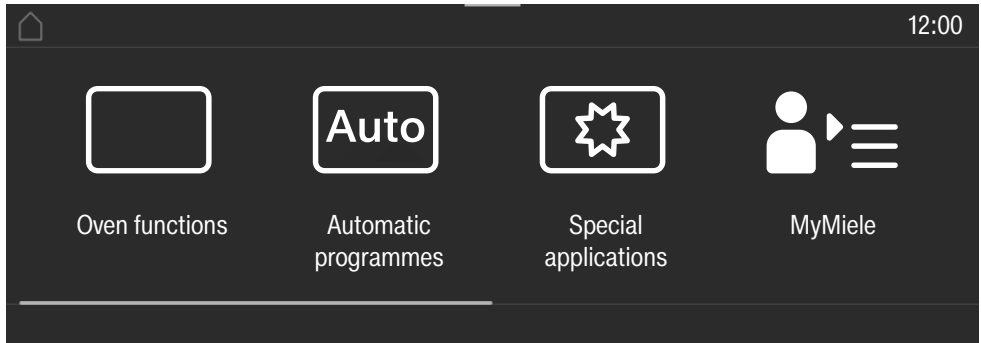 12:00
Auto
Oven functions
Automatic
programmes
Special
applications
MyMiele